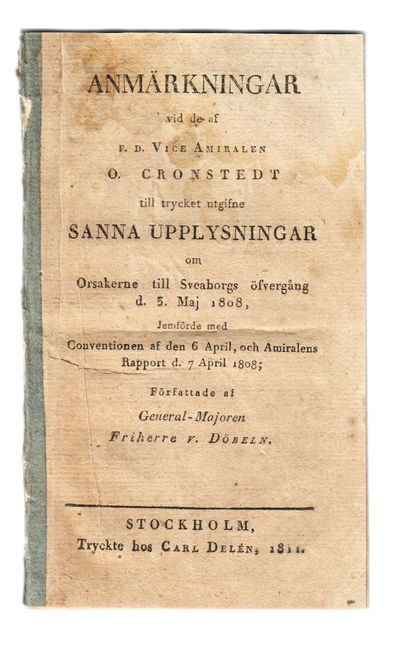 ANMÄRKNINGAR
vid de af
F. D. VICE AMIRALEN
O. CRONSTEDT
till trycket utgifne
SANNA UPPLYSNINGAR
om
Orsakerne till Sveaborgs öfvergång
d. 3. Maj 1808,
Jemförde med
Conventionen af den 6 April, och Amiralens
Rapport d. 7 April 1808;
Författade af
General-Majoren
Friherre v. DÖBELN.
STOCKHOLM,
Tryckte hos CARL DELÉN, 1811.